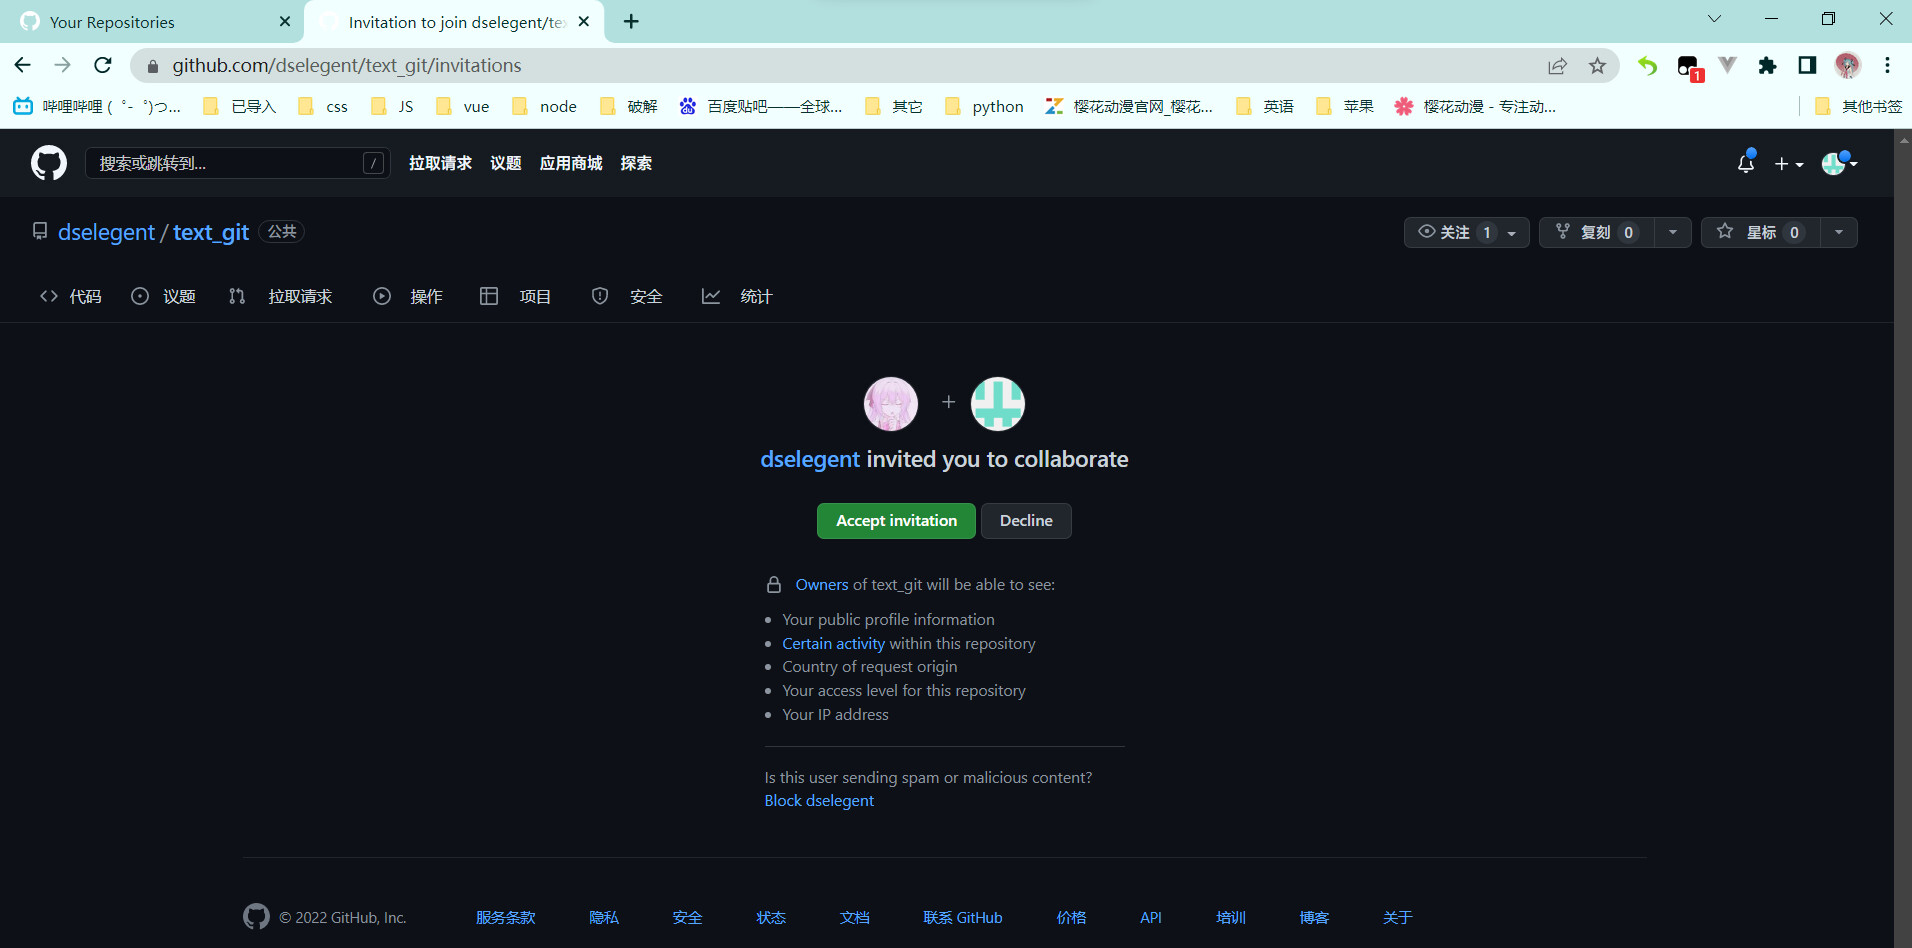 Your Repositories
Invitation to join dselegent/te
github.com/dselegent/text_git/invitations
1
哔哩哔哩 ( ゜- ゜)つ...
已导入
css
JS
vue
node
破解
百度贴吧——全球...
其它
python
樱花动漫官网_樱花...
英语
苹果
樱花动漫 - 专注动...
其他书签
搜索或跳转到...
/
拉取请求
议题
应用商城
探索
dselegent / text_git 公共
关注 1
复刻 0
星标 0
代码
议题
拉取请求
操作
项目
安全
统计
dselegent invited you to collaborate
Accept invitation
Decline
Owners of text_git will be able to see:
Your public profile information
Certain activity within this repository
Country of request origin
Your access level for this repository
Your IP address
Is this user sending spam or malicious content?
Block dselegent
© 2022 GitHub, Inc.
服务条款
隐私
安全
状态
文档
联系 GitHub
价格
API
培训
博客
关于